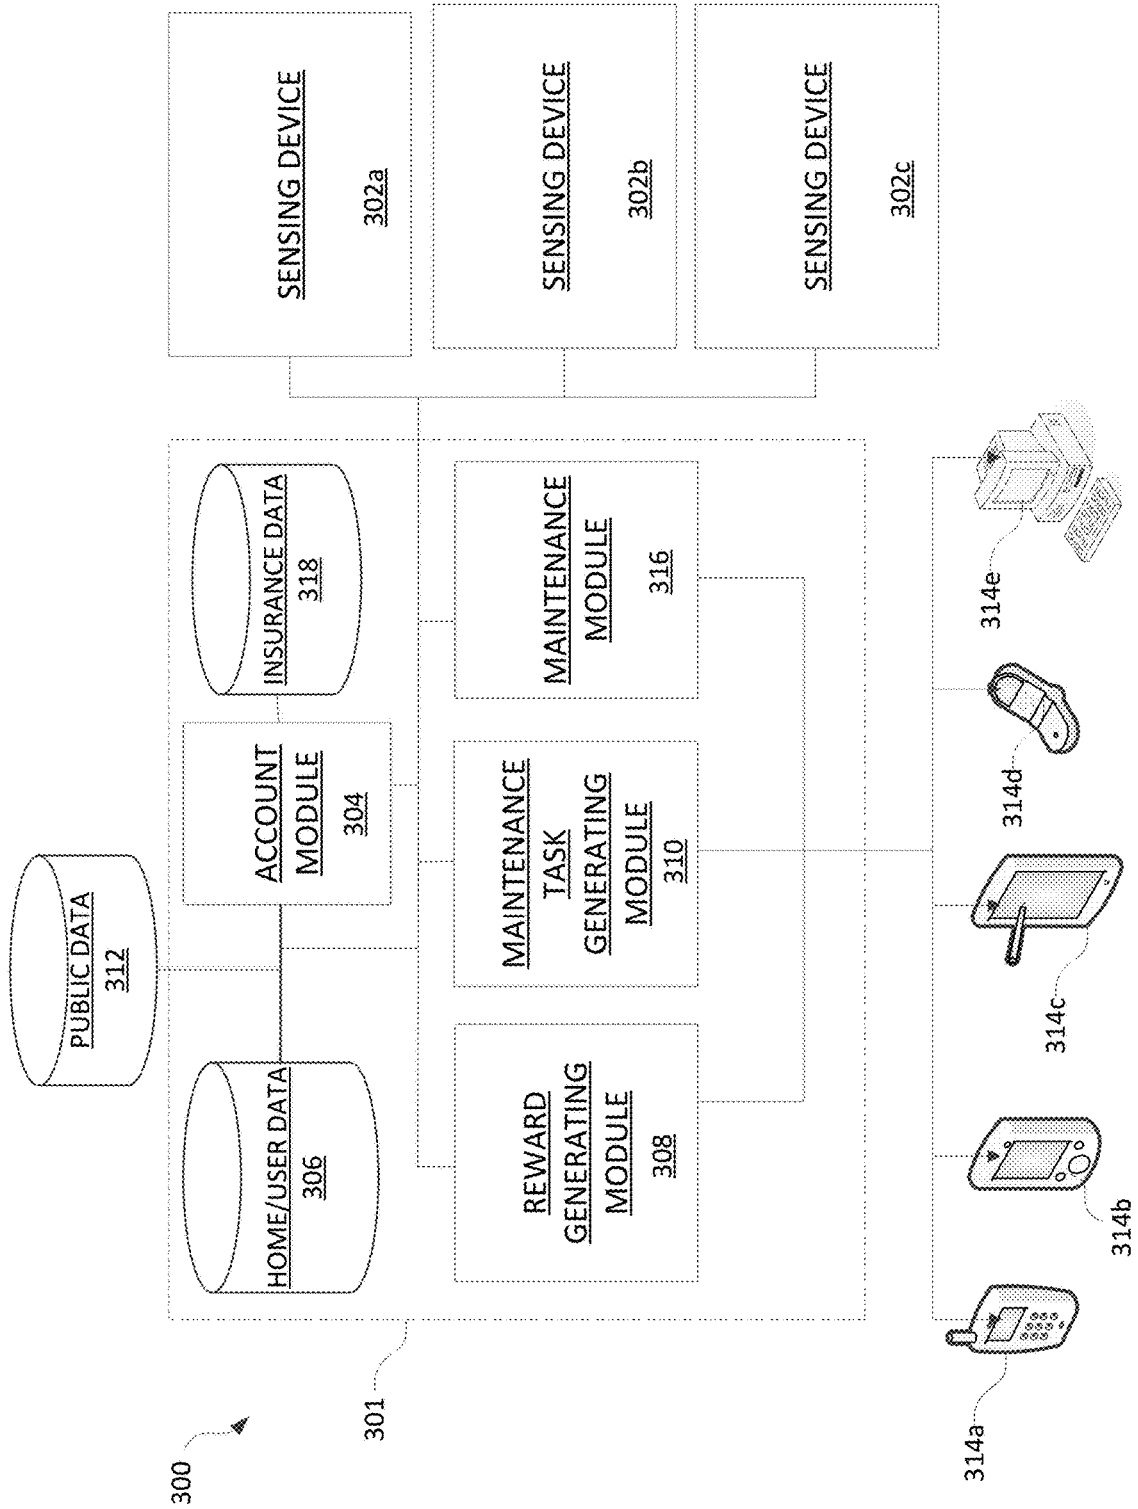 300
301
PUBLIC DATA
312
HOME/USER DATA
306
ACCOUNT
MODULE
304
INSURANCE DATA
318
REWARD
GENERATING
MODULE
308
MAINTENANCE
TASK
GENERATING
MODULE
310
MAINTENANCE
MODULE
316
SENSING DEVICE
302a
SENSING DEVICE
302b
SENSING DEVICE
302c
314a
314b
314c
314d
314e